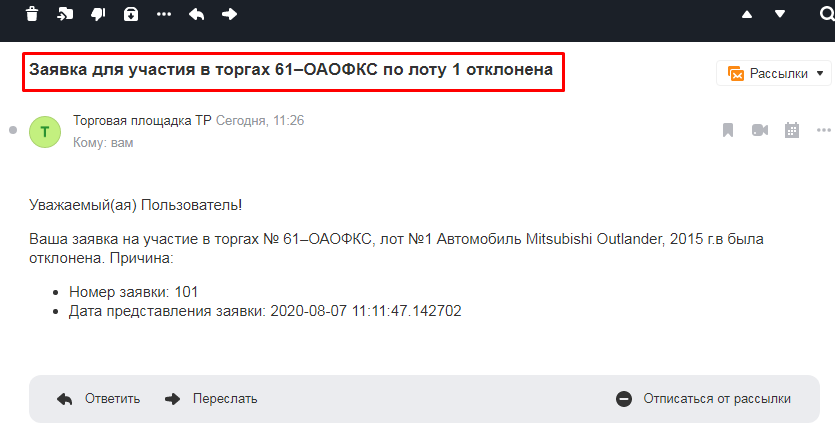 Заявка для участия в торгах 61–ОАОФКС по лоту 1 отклонена
Рассылки
Т
Торговая площадка ТР Сегодня, 11:26
Кому: вам
Уважаемый(ая) Пользователь!
Ваша заявка на участие в торгах № 61–ОАОФКС, лот №1 Автомобиль Mitsubishi Outlander, 2015 г.в была
отклонена. Причина:
• Номер заявки: 101
• Дата представления заявки: 2020-08-07 11:11:47.142702
Ответить
Переслать
Отписаться от рассылки